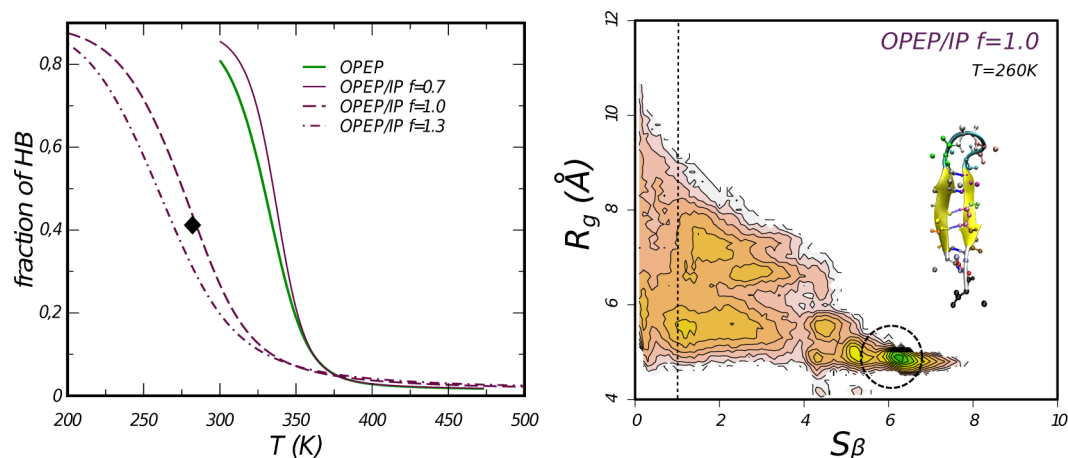 fraction of HB
0,8
0,6
0,4
0,2
0
200
250
300
350
400
450
500
T (K)
OPEP
OPEP/IP f=0.7
OPEP/IP f=1.0
OPEP/IP f=1.3
R_g (Å)
12
10
8
6
4
0
2
4
6
8
10
S_β
OPEP/IP f=1.0
T=260K